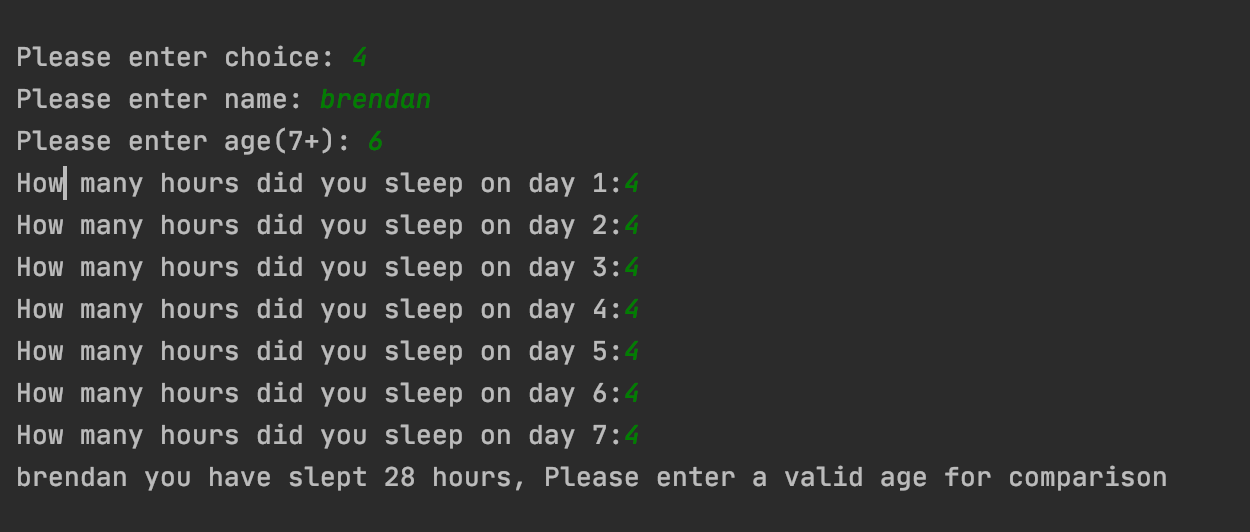 Please enter choice: 4
Please enter name: brendan
Please enter age(7+): 6
How many hours did you sleep on day 1:4
How many hours did you sleep on day 2:4
How many hours did you sleep on day 3:4
How many hours did you sleep on day 4:4
How many hours did you sleep on day 5:4
How many hours did you sleep on day 6:4
How many hours did you sleep on day 7:4
brendan you have slept 28 hours, Please enter a valid age for comparison